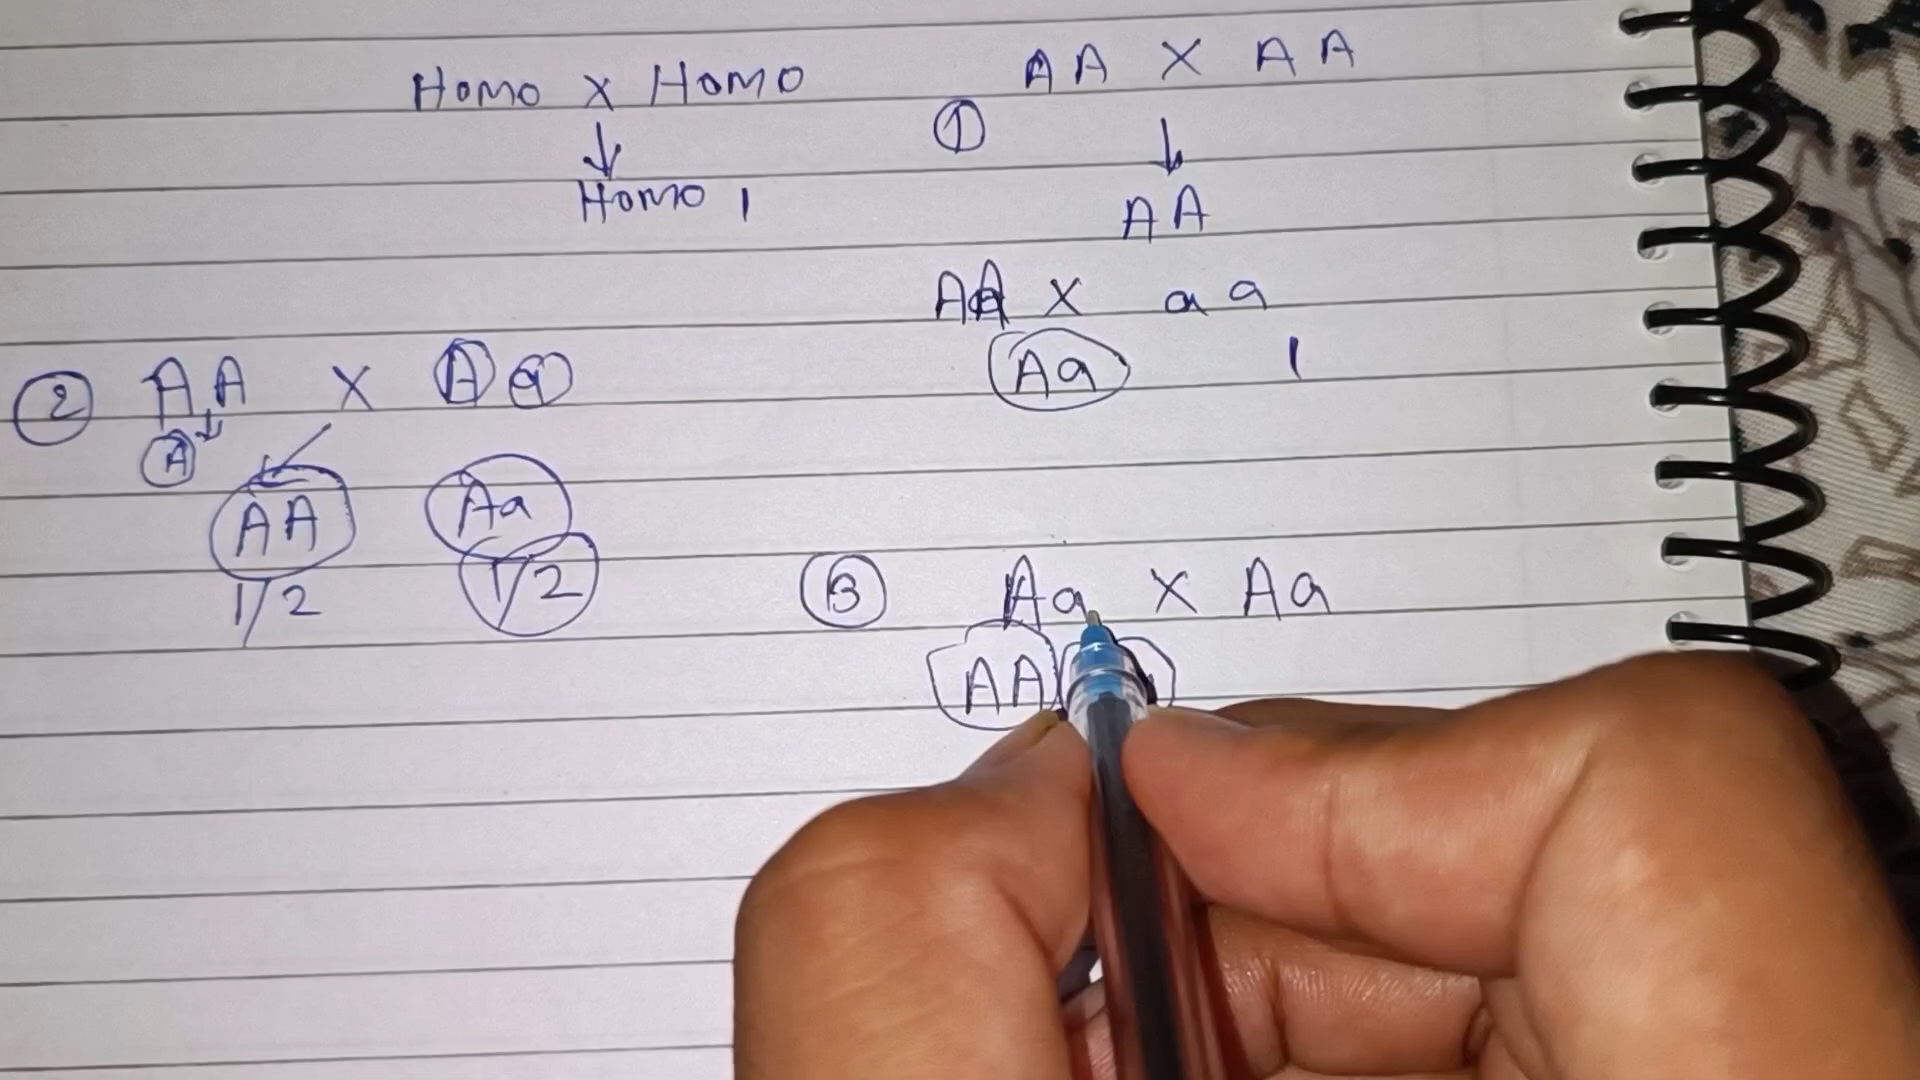 Homo X Homo
↓
Homo 1
① AA X AA
↓
AA
AA X aa
Aa 1
② AA X Aa
A
AA Aa
1/2 1/2
③ Aa X Aa
AA